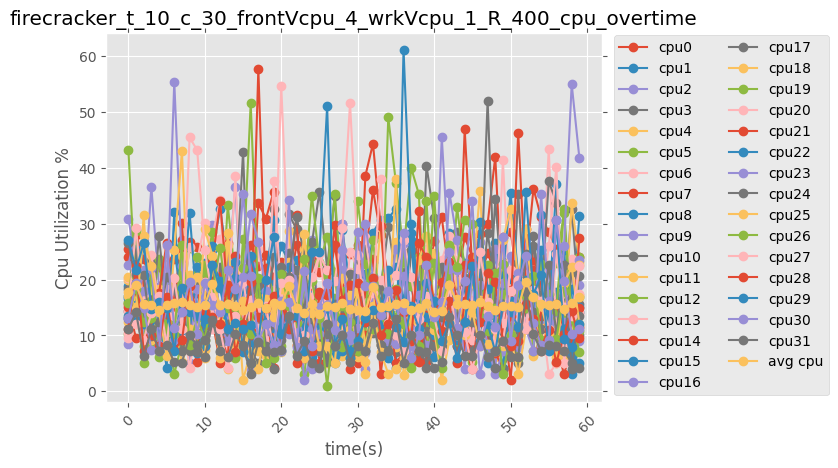 firecracker_t_10_c_30_frontVcpu_4_wrkVcpu_1_R_400_cpu_overtime
Cpu Utilization %
60
50
40
30
20
10
0
0
10
20
30
40
50
60
time(s)
cpu0
cpu1
cpu2
cpu3
cpu4
cpu5
cpu6
cpu7
cpu8
cpu9
cpu10
cpu11
cpu12
cpu13
cpu14
cpu15
cpu16
cpu17
cpu18
cpu19
cpu20
cpu21
cpu22
cpu23
cpu24
cpu25
cpu26
cpu27
cpu28
cpu29
cpu30
cpu31
avg cpu